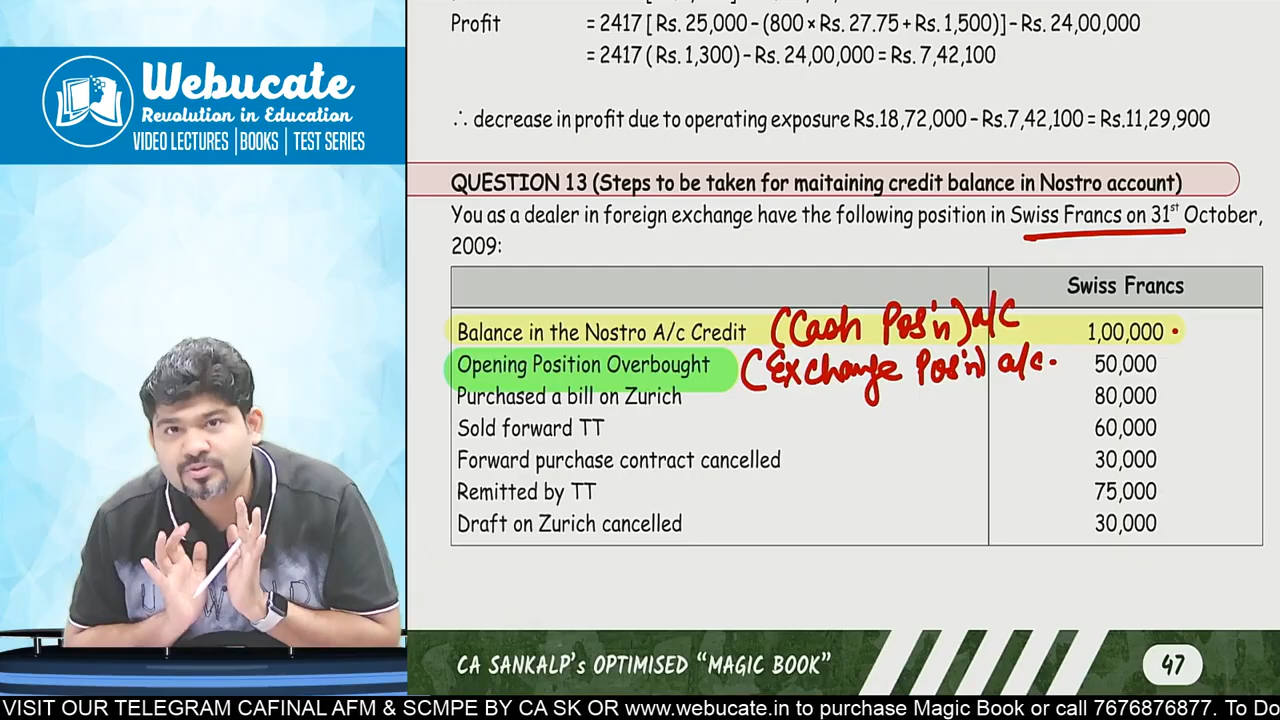 Profit = 2417 [Rs. 25,000 – (800 × Rs. 27.75 + Rs. 1,500)] – Rs. 24,00,000
= 2417 (Rs. 1,300) – Rs. 24,00,000 = Rs. 7,42,100
Webucate
Revolution in Education
VIDEO LECTURES | BOOKS | TEST SERIES
∴ decrease in profit due to operating exposure Rs.18,72,000 – Rs.7,42,100 = Rs.11,29,900
QUESTION 13 (Steps to be taken for maitaining credit balance in Nostro account)
You as a dealer in foreign exchange have the following position in Swiss Francs on 31st October,
2009:
Swiss Francs
Balance in the Nostro A/c Credit (Cash Pos'n) a/c 1,00,000
Opening Position Overbought (Exchange Pos'n) a/c. 50,000
Purchased a bill on Zurich 80,000
Sold forward TT 60,000
Forward purchase contract cancelled 30,000
Remitted by TT 75,000
Draft on Zurich cancelled 30,000
CA SANKALP's OPTIMISED "MAGIC BOOK" 47
VISIT OUR TELEGRAM CAFINAL AFM & SCMPE BY CA SK OR www.webucate.in to purchase Magic Book or call 7676876877. To Do